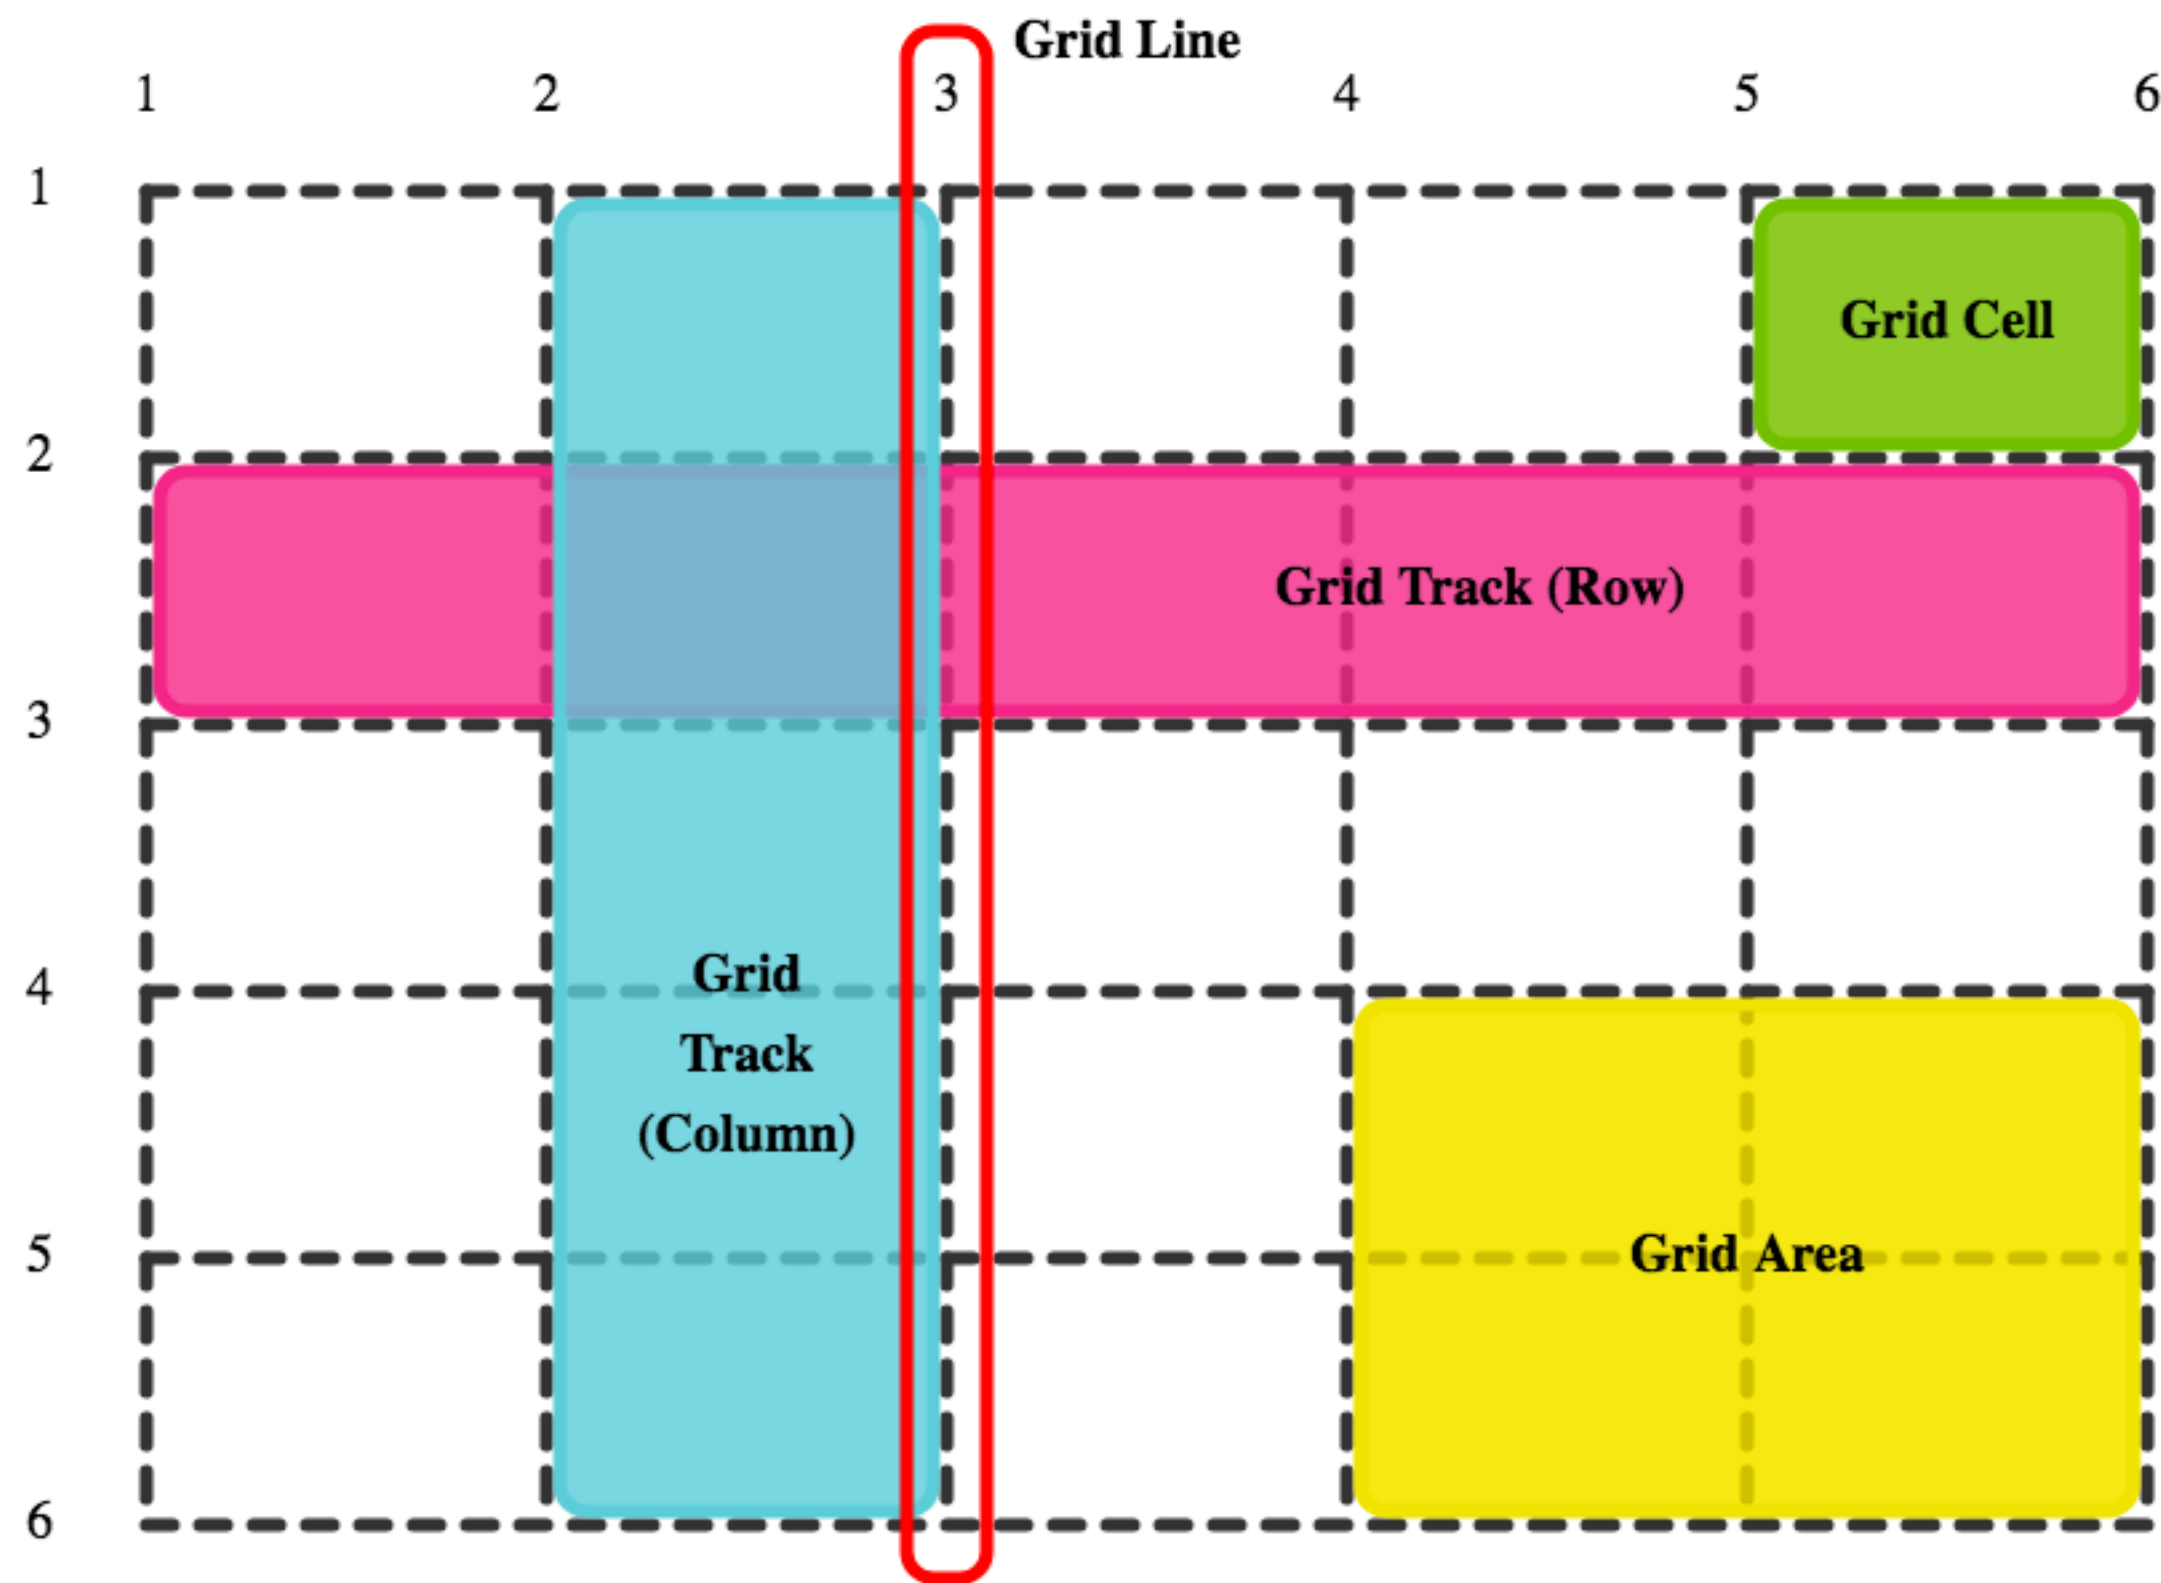 Grid Line
1 2 3 4 5 6
1
Grid Cell
2
Grid Track (Row)
3
Grid
4
Track
(Column)
5
Grid Area
6